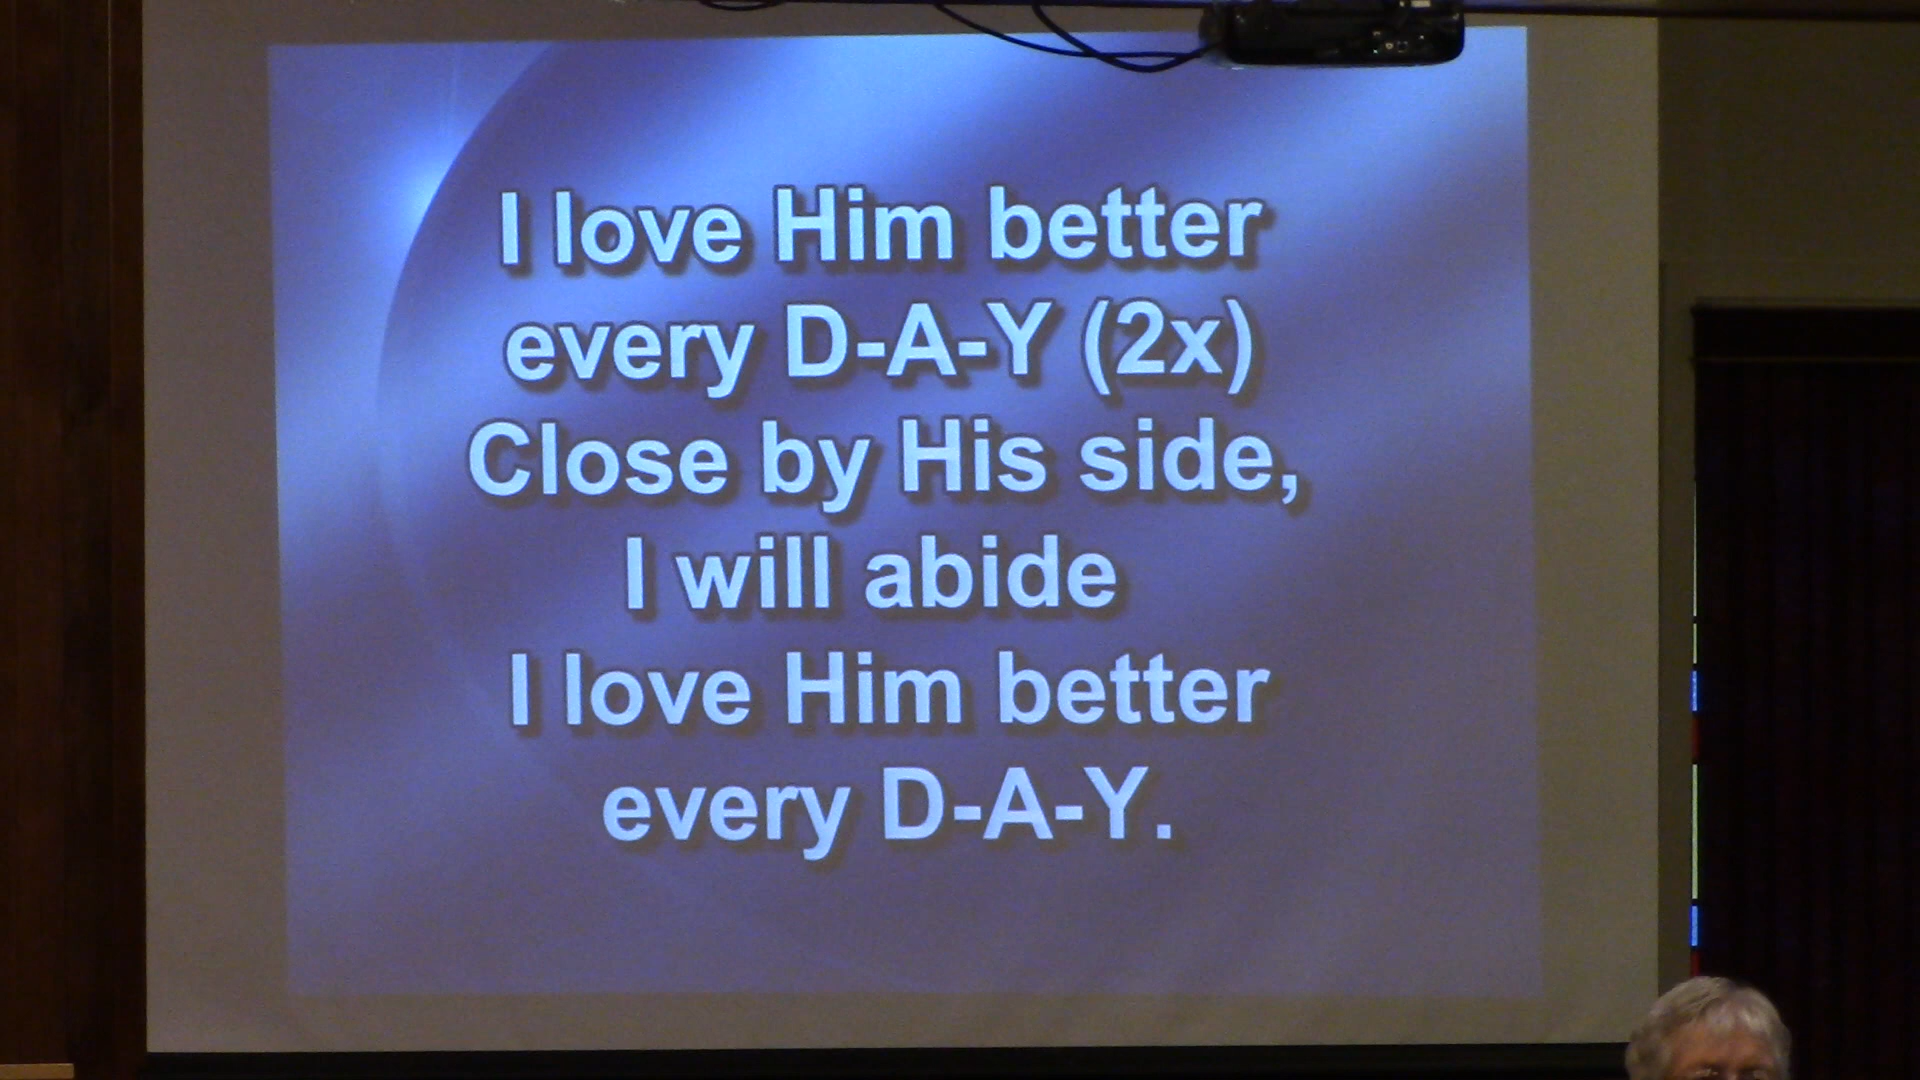 I love Him better
every D-A-Y (2x)
Close by His side,
I will abide
I love Him better
every D-A-Y.